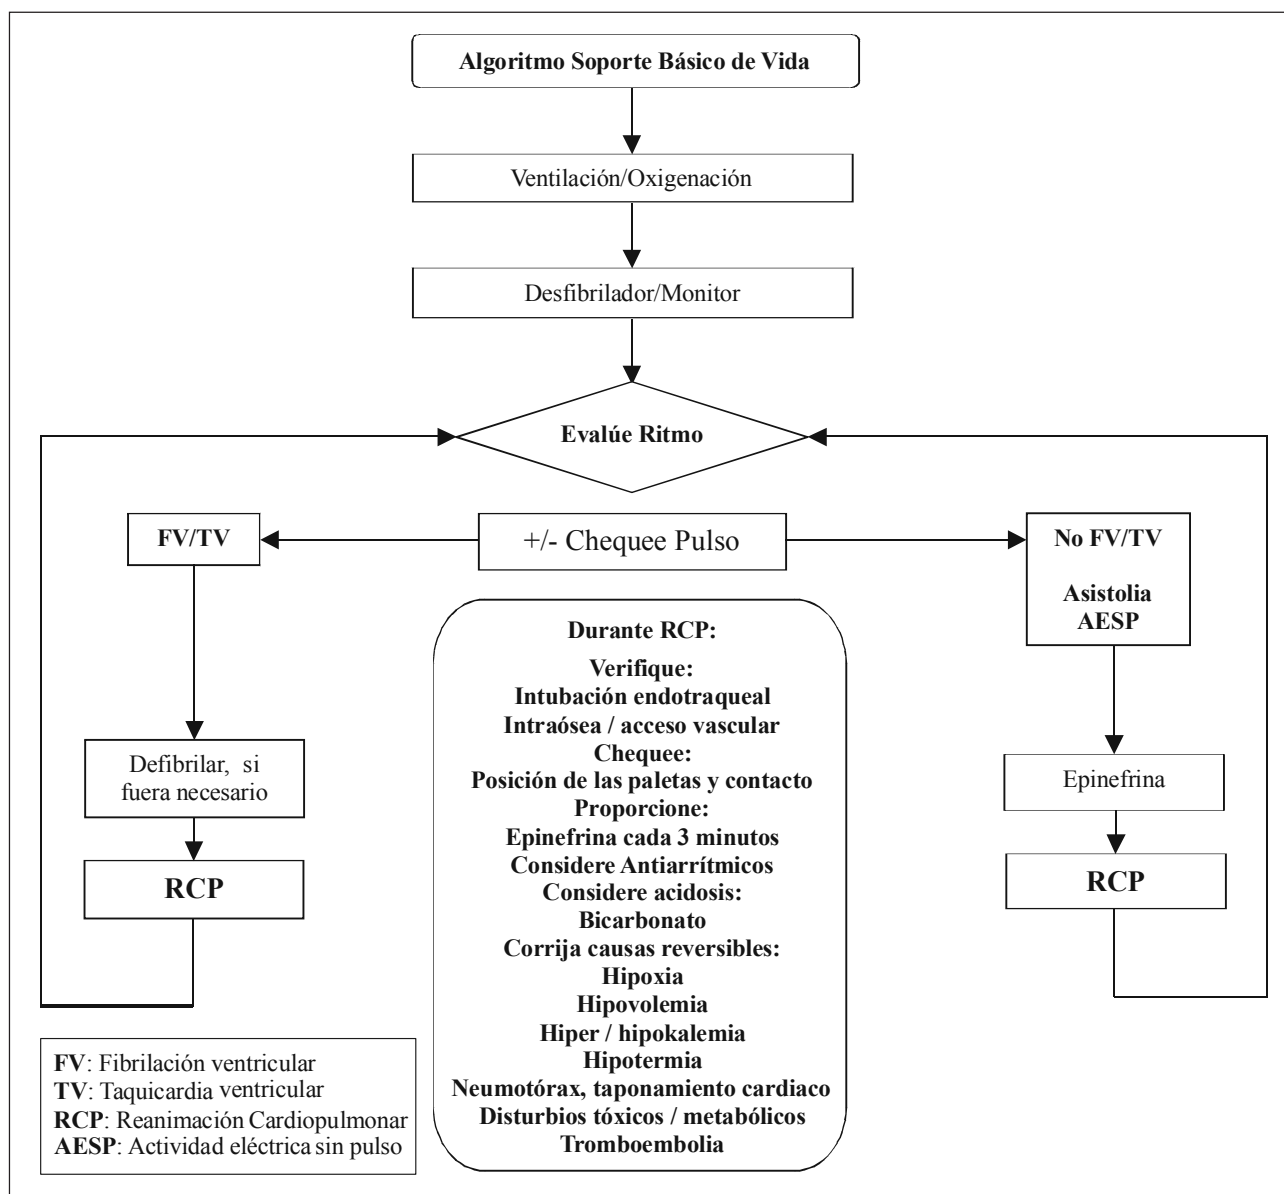 Algoritmo Soporte Básico de Vida
Ventilación/Oxigenación
Desfibrilador/Monitor
Evalúe Ritmo
FV/TV
+/- Chequee Pulso
No FV/TV
Asistolia
AESP
Defibrilar, si
fuera necesario
RCP
Durante RCP:
Verifique:
Intubación endotraqueal
Intraósea / acceso vascular
Chequee:
Posición de las paletas y contacto
Proporcione:
Epinefrina cada 3 minutos
Considere Antiarrítmicos
Considere acidosis:
Bicarbonato
Corrija causas reversibles:
Hipoxia
Hipovolemia
Hiper / hipokalemia
Hipotermia
Neumotórax, taponamiento cardiaco
Disturbios tóxicos / metabólicos
Tromboembolia
Epinefrina
RCP
FV: Fibrilación ventricular
TV: Taquicardia ventricular
RCP: Reanimación Cardiopulmonar
AESP: Actividad eléctrica sin pulso